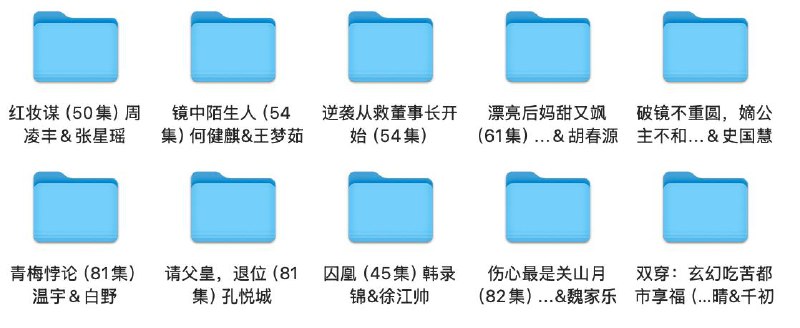 红妆谋（50集）周
凌丰＆张星瑶
镜中陌生人（54
集）何健麒&王梦茹
逆袭从救董事长开
始（54集）
漂亮后妈甜又飒
（61集）...＆胡春源
破镜不重圆，嫡公
主不和...＆史国慧
青梅悖论（81集）
温宇＆白野
请父皇，退位（81
集）孔悦城
囚凰（45集）韩录
锦&徐江帅
伤心最是关山月
（82集）...&魏家乐
双穿：玄幻吃苦都
市享福（...晴&千初